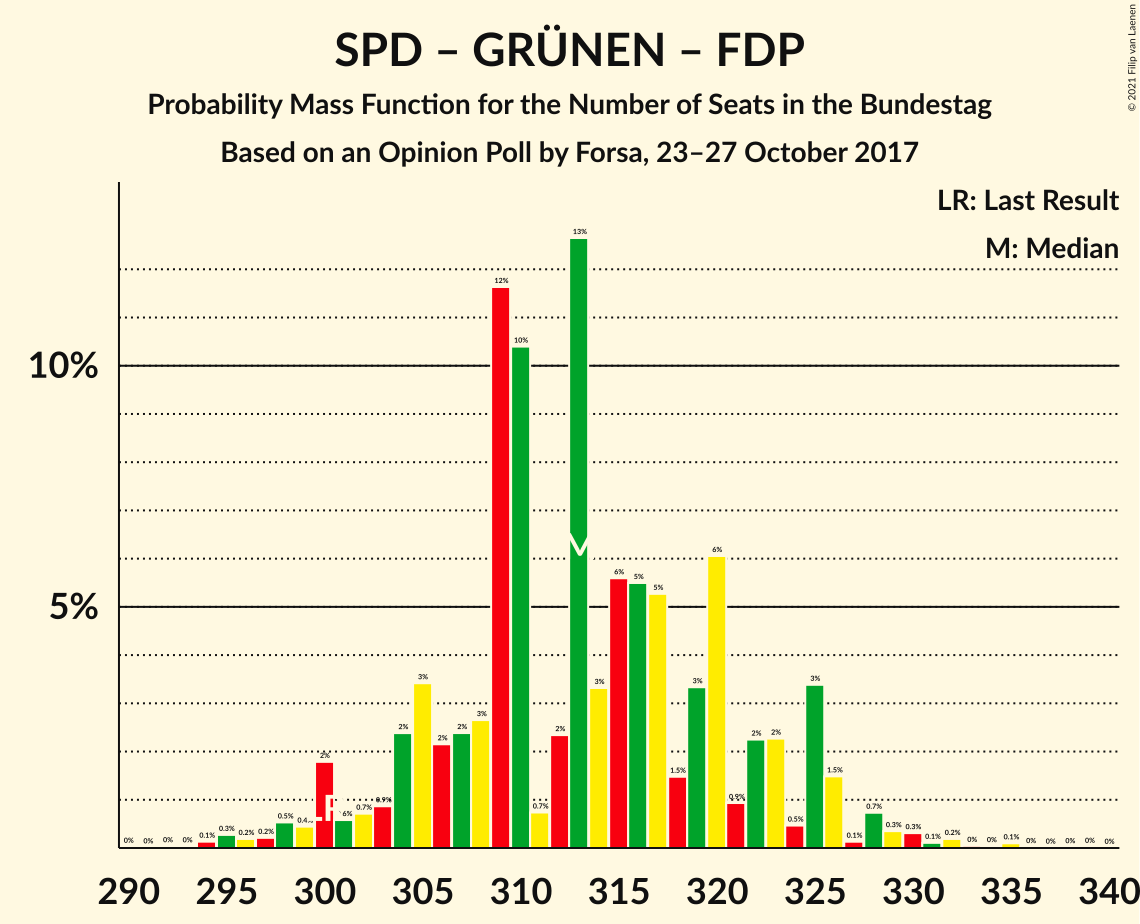 SPD – GRÜNEN – FDP
Probability Mass Function for the Number of Seats in the Bundestag
Based on an Opinion Poll by Forsa, 23–27 October 2017
© 2021 Filip van Laenen
LR: Last Result
M: Median
10%
5%
0% 0% 0% 0% 0.1% 0.3% 0.2% 0.2% 0.5% 2% 0.7% 0.9% 2% 3% 2% 2% 3% 12% 10% 0.7% 2% 13% 3% 6% 5% 5% 1.5% 3% 6% 0.9% 2% 2% 0.5% 3% 1.5% 0.1% 0.7% 0.3% 0.3% 0.1% 0.2% 0% 0% 0.1% 0% 0% 0% 0% 0%
M
290 295 300 305 310 315 320 325 330 335 340